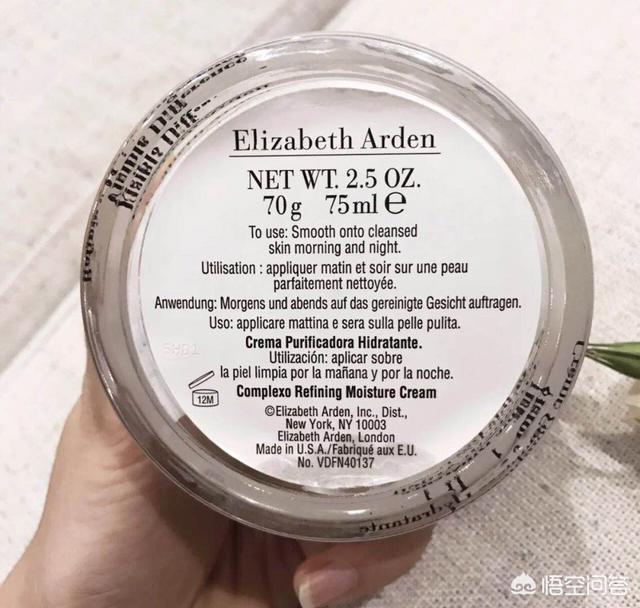 Elizabeth Arden
NET WT. 2.5 OZ.
70g 75ml ℮
To use: Smooth onto cleansed
skin morning and night.
Utilisation : appliquer matin et soir sur une peau
parfaitement nettoyée.
Anwendung: Morgens und abends auf das gereinigte Gesicht auftragen.
Uso: applicare mattina e sera sulla pelle pulita.
Crema Purificadora Hidratante.
Utilización: aplicar sobre
la piel limpia por la mañana y por la noche.
12M
Complexo Refining Moisture Cream
©Elizabeth Arden, Inc., Dist.,
New York, NY 10003
Elizabeth Arden, London
Made in U.S.A./Fabriqué aux E.U.
No. VDFN40137
悟空问答